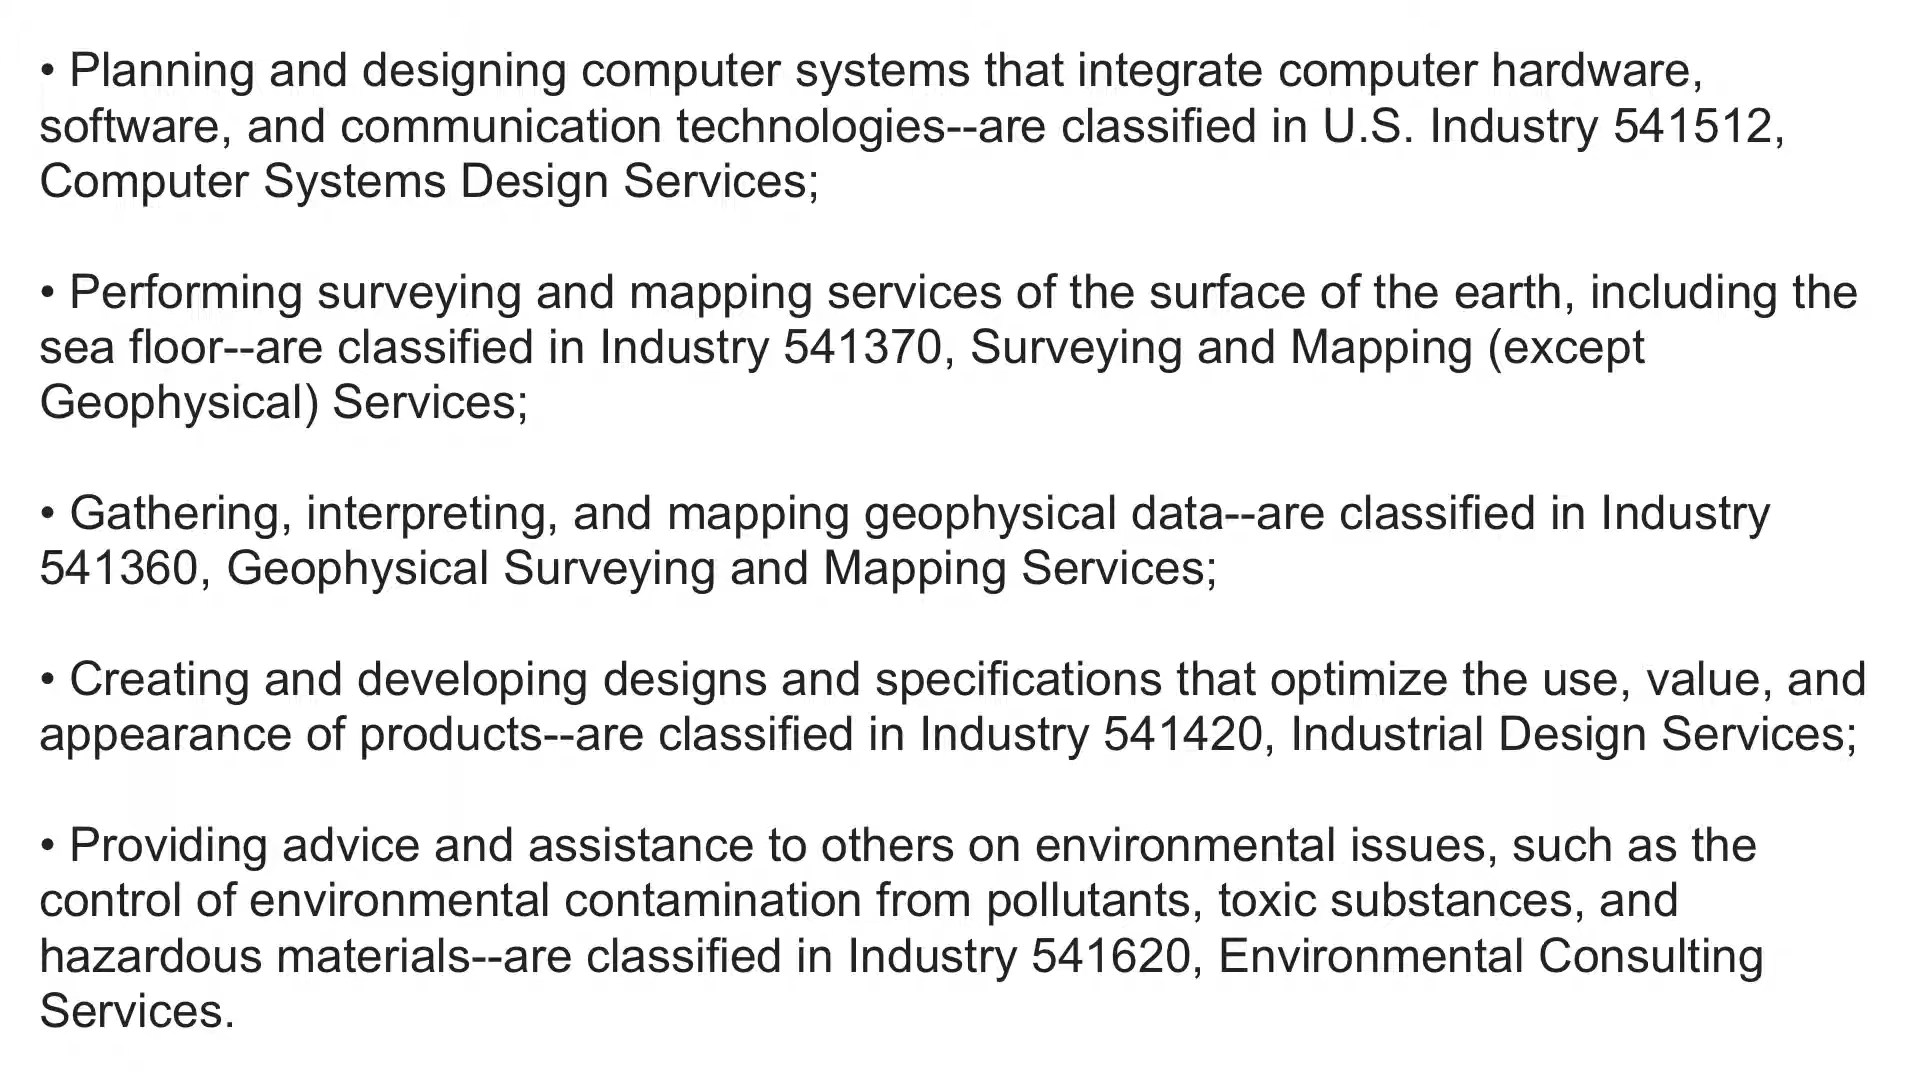 • Planning and designing computer systems that integrate computer hardware,
software, and communication technologies--are classified in U.S. Industry 541512,
Computer Systems Design Services;
• Performing surveying and mapping services of the surface of the earth, including the
sea floor--are classified in Industry 541370, Surveying and Mapping (except
Geophysical) Services;
• Gathering, interpreting, and mapping geophysical data--are classified in Industry
541360, Geophysical Surveying and Mapping Services;
• Creating and developing designs and specifications that optimize the use, value, and
appearance of products--are classified in Industry 541420, Industrial Design Services;
• Providing advice and assistance to others on environmental issues, such as the
control of environmental contamination from pollutants, toxic substances, and
hazardous materials--are classified in Industry 541620, Environmental Consulting
Services.